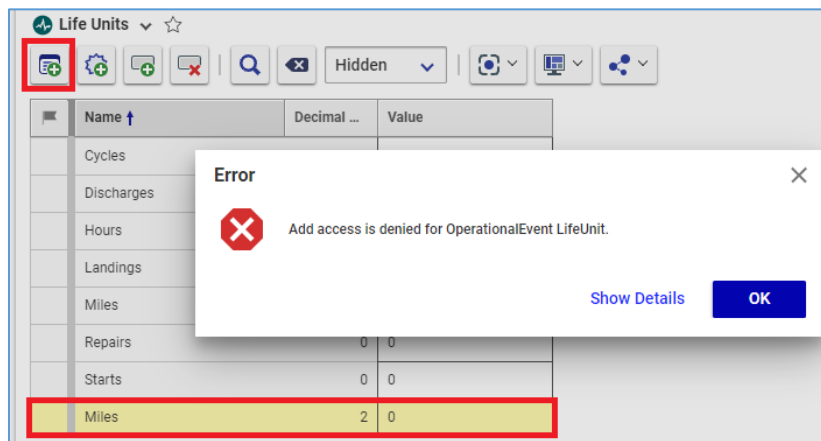 Life Units
Hidden
Name Decimal ... Value
Cycles
Discharges
Hours
Landings
Miles
Error
Add access is denied for OperationalEvent LifeUnit.
Show Details OK
Repairs 0 0
Starts 0 0
Miles 2 0